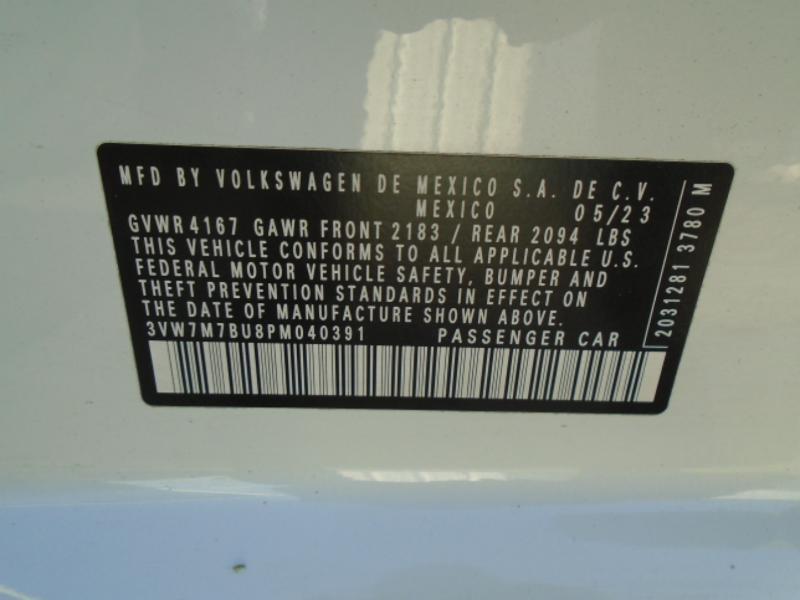 MFD BY VOLKSWAGEN DE MEXICO S.A. DE C.V.
MEXICO 05/23
GVWR 4167 GAWR FRONT 2183 / REAR 2094 LBS
THIS VEHICLE CONFORMS TO ALL APPLICABLE U.S.
FEDERAL MOTOR VEHICLE SAFETY, BUMPER AND
THEFT PREVENTION STANDARDS IN EFFECT ON
THE DATE OF MANUFACTURE SHOWN ABOVE.
3VW7M7BU8PM040391 PASSENGER CAR
2031281 3780 M